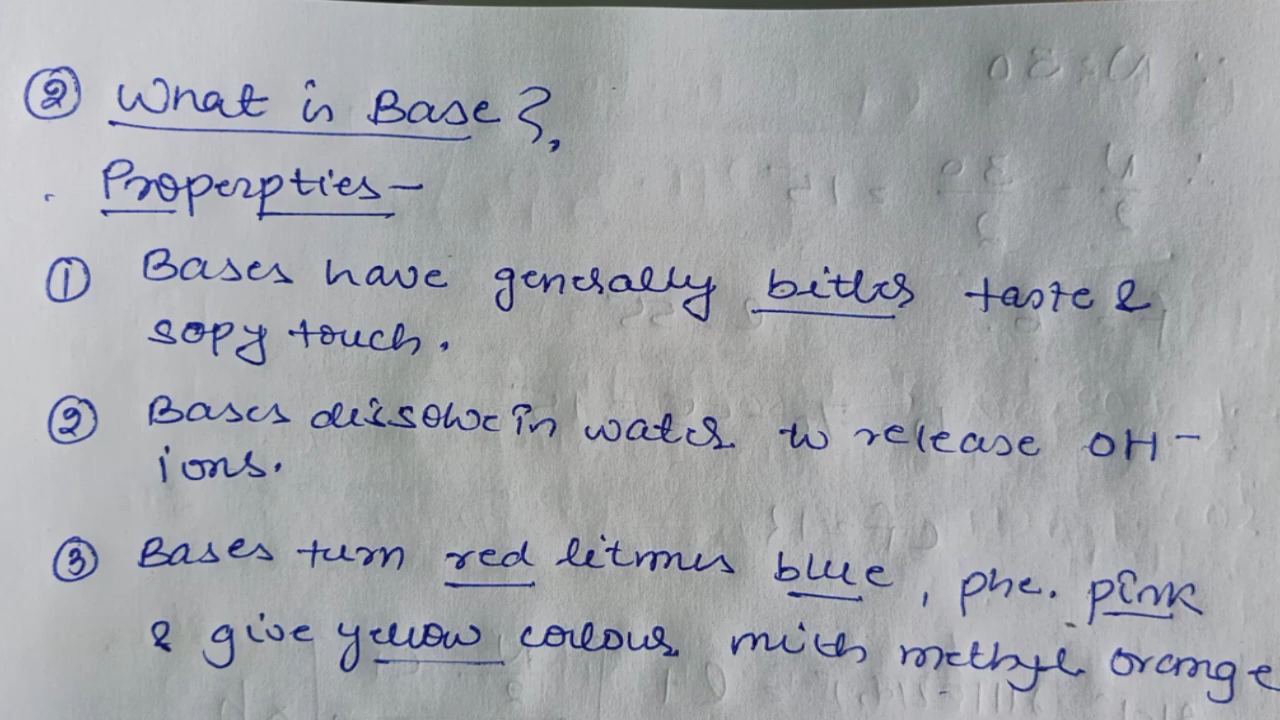 ② What is Base?,
. Properpties -
① Bases have generally bitter taste &
sopy touch.
② Bases dissolve in water to release OH-
ions.
③ Bases turn red litmus blue, phe. pink
& give yellow colour with methyl orange